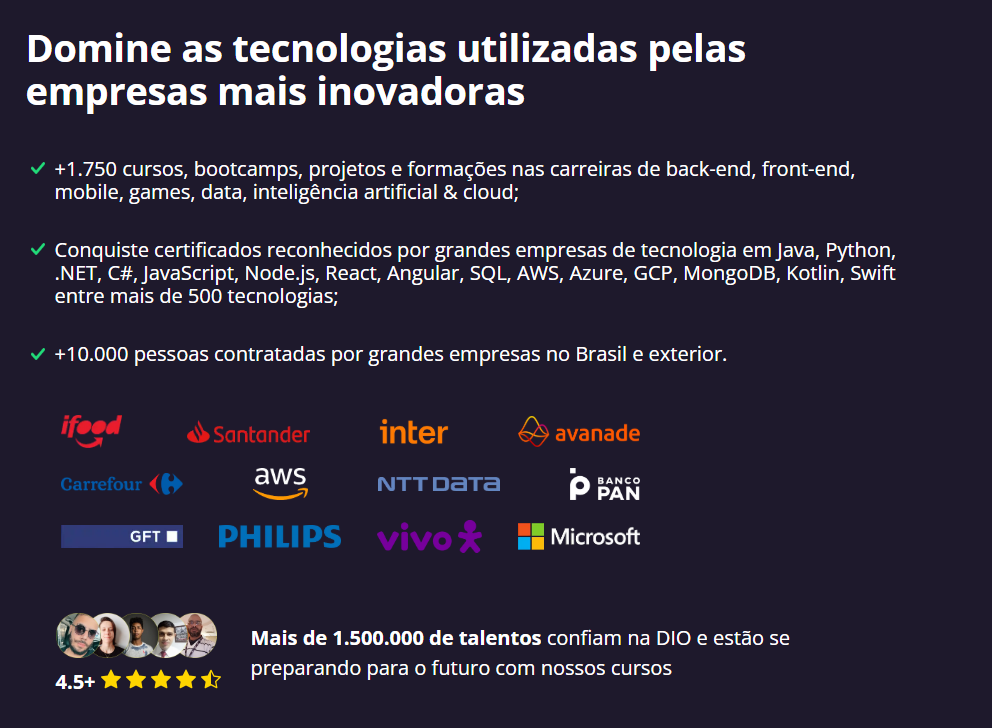 Domine as tecnologias utilizadas pelas
empresas mais inovadoras
+1.750 cursos, bootcamps, projetos e formações nas carreiras de back-end, front-end,
mobile, games, data, inteligência artificial & cloud;
Conquiste certificados reconhecidos por grandes empresas de tecnologia em Java, Python,
.NET, C#, JavaScript, Node.js, React, Angular, SQL, AWS, Azure, GCP, MongoDB, Kotlin, Swift
entre mais de 500 tecnologias;
+10.000 pessoas contratadas por grandes empresas no Brasil e exterior.
ifood Santander inter avanade
Carrefour aws NTT DATA BANCO PAN
GFT PHILIPS vivo Microsoft
Mais de 1.500.000 de talentos confiam na DIO e estão se
preparando para o futuro com nossos cursos
4.5+